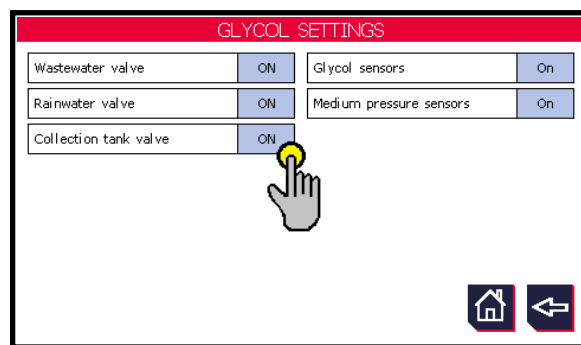 GLYCOL SETTINGS
Wastewater valve ON Glycol sensors On
Rainwater valve ON Medium pressure sensors On
Collection tank valve ON